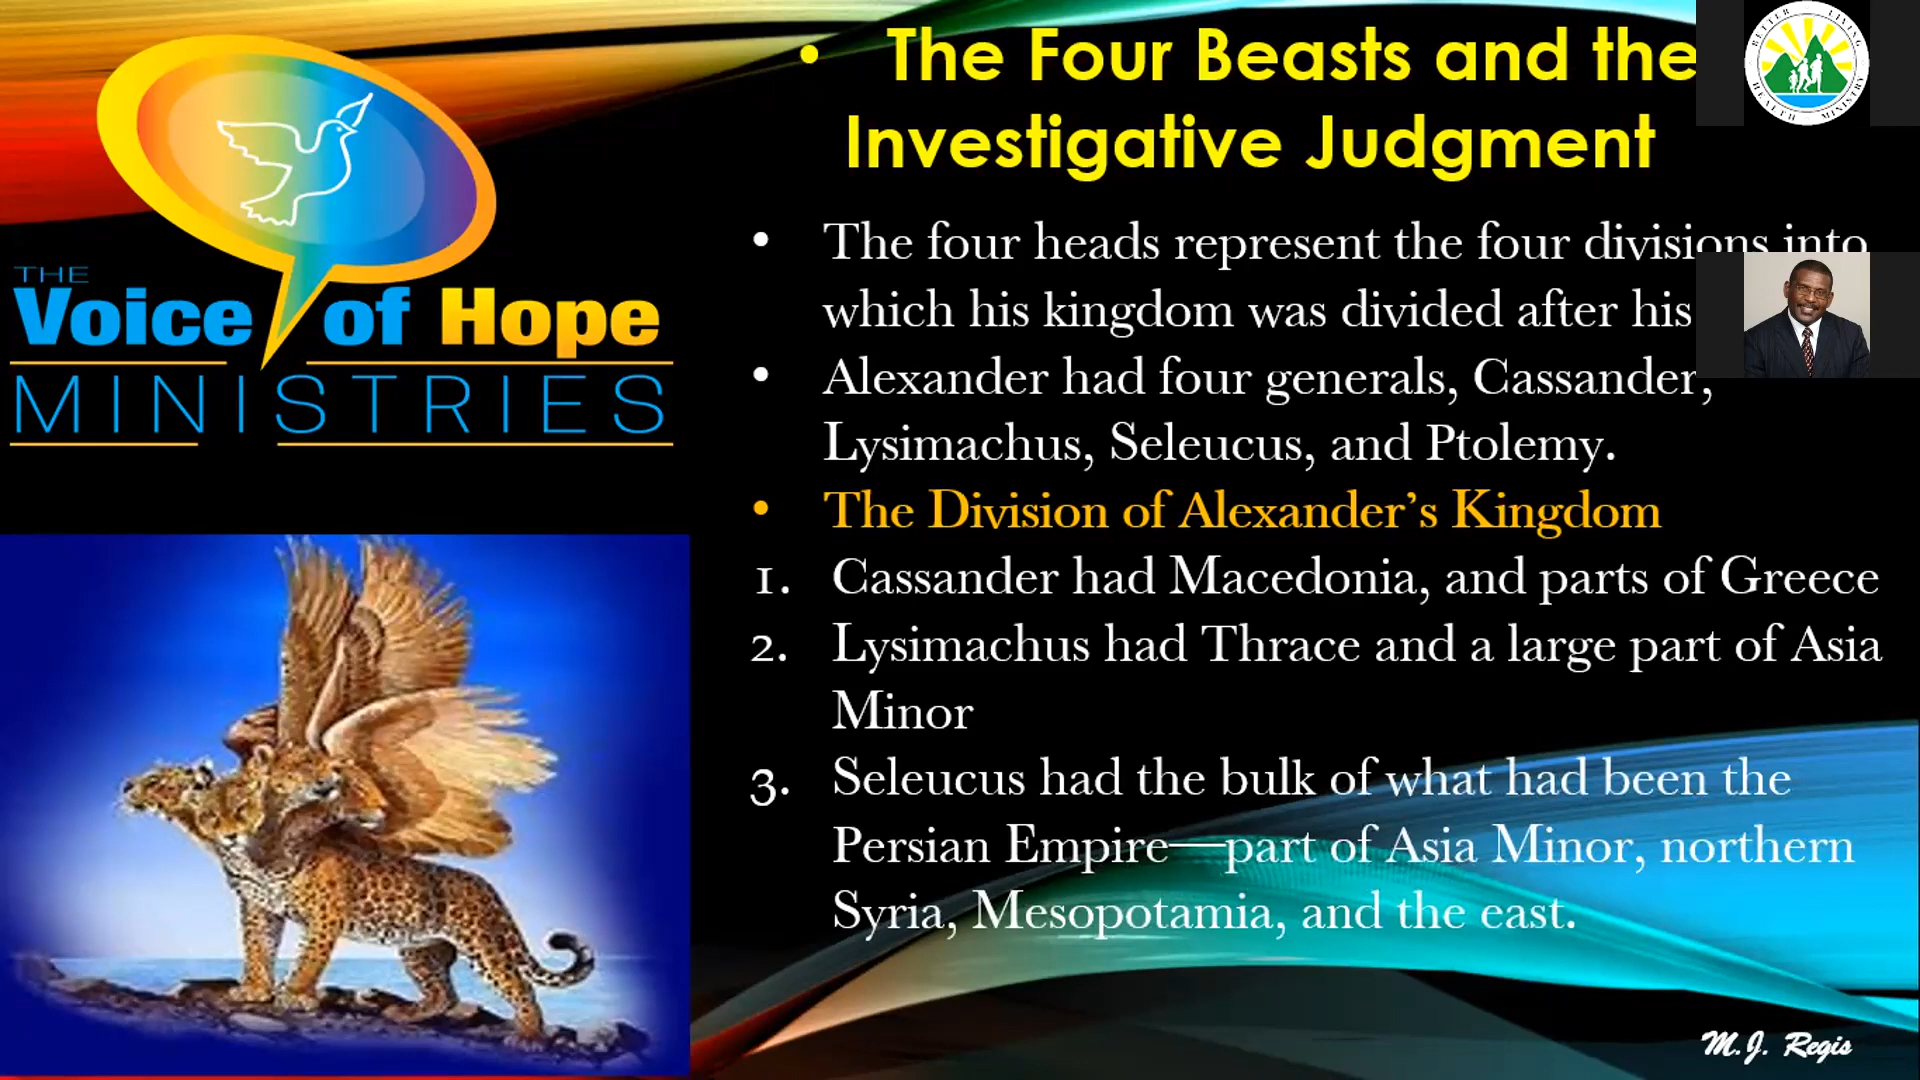 • The Four Beasts and the
Investigative Judgment
BETTER LIVING
HEALTH MINISTRY
THE
Voice of Hope
MINISTRIES
• The four heads represent the four divisions into
which his kingdom was divided after his
• Alexander had four generals, Cassander,
Lysimachus, Seleucus, and Ptolemy.
• The Division of Alexander’s Kingdom
1. Cassander had Macedonia, and parts of Greece
2. Lysimachus had Thrace and a large part of Asia
Minor
3. Seleucus had the bulk of what had been the
Persian Empire—part of Asia Minor, northern
Syria, Mesopotamia, and the east.
M.J. Regis